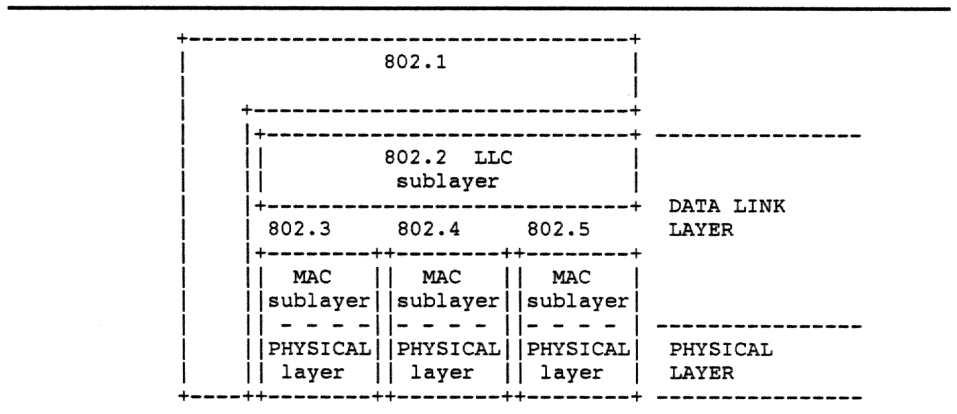 802.1
802.2 LLC
sublayer
DATA LINK
802.3 802.4 802.5 LAYER
MAC MAC MAC
sublayer sublayer sublayer
PHYSICAL PHYSICAL PHYSICAL PHYSICAL
layer layer layer LAYER